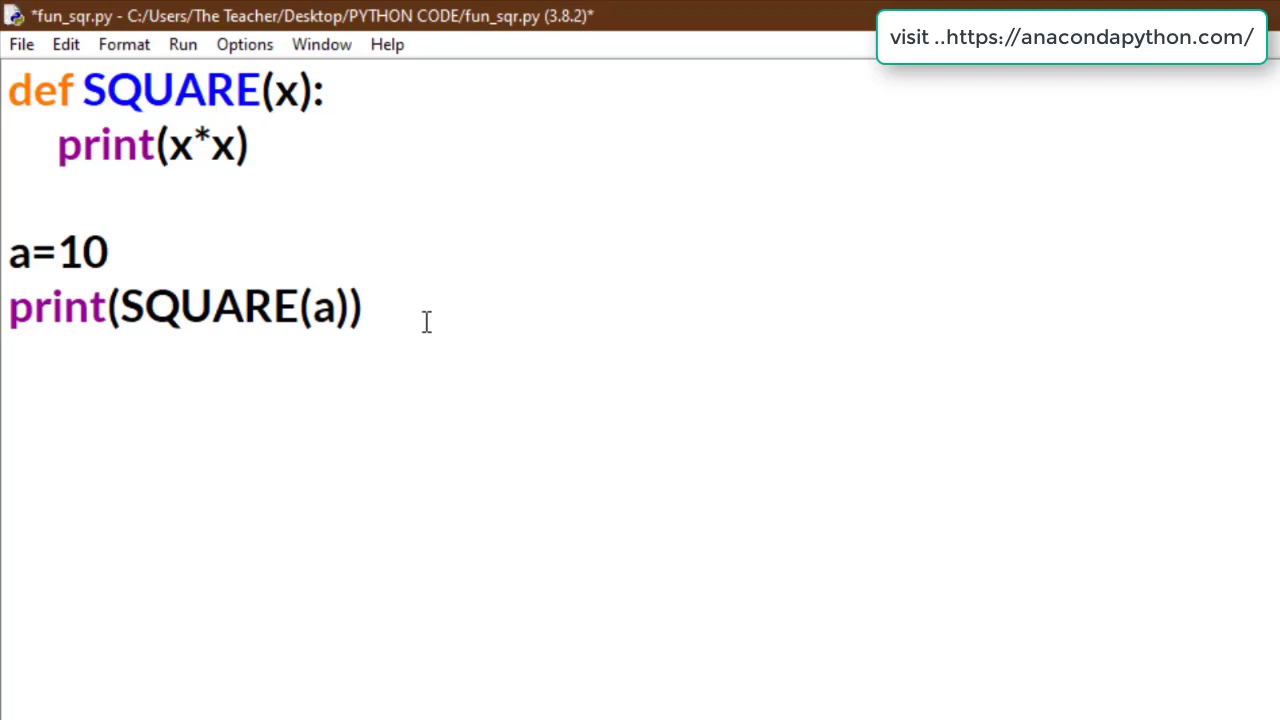 *fun_sqr.py - C:/Users/The Teacher/Desktop/PYTHON CODE/fun_sqr.py (3.8.2)*
visit ..https://anacondapython.com/
File Edit Format Run Options Window Help
def SQUARE(x):
    print(x*x)

a=10
print(SQUARE(a))